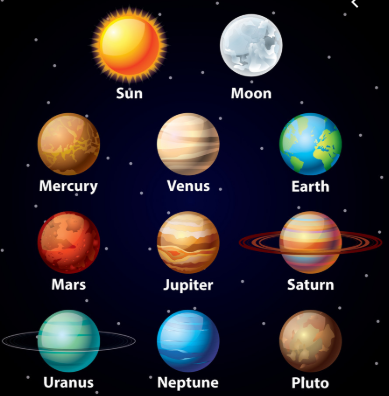 Sun Moon
Mercury Venus Earth
Mars Jupiter Saturn
Uranus Neptune Pluto